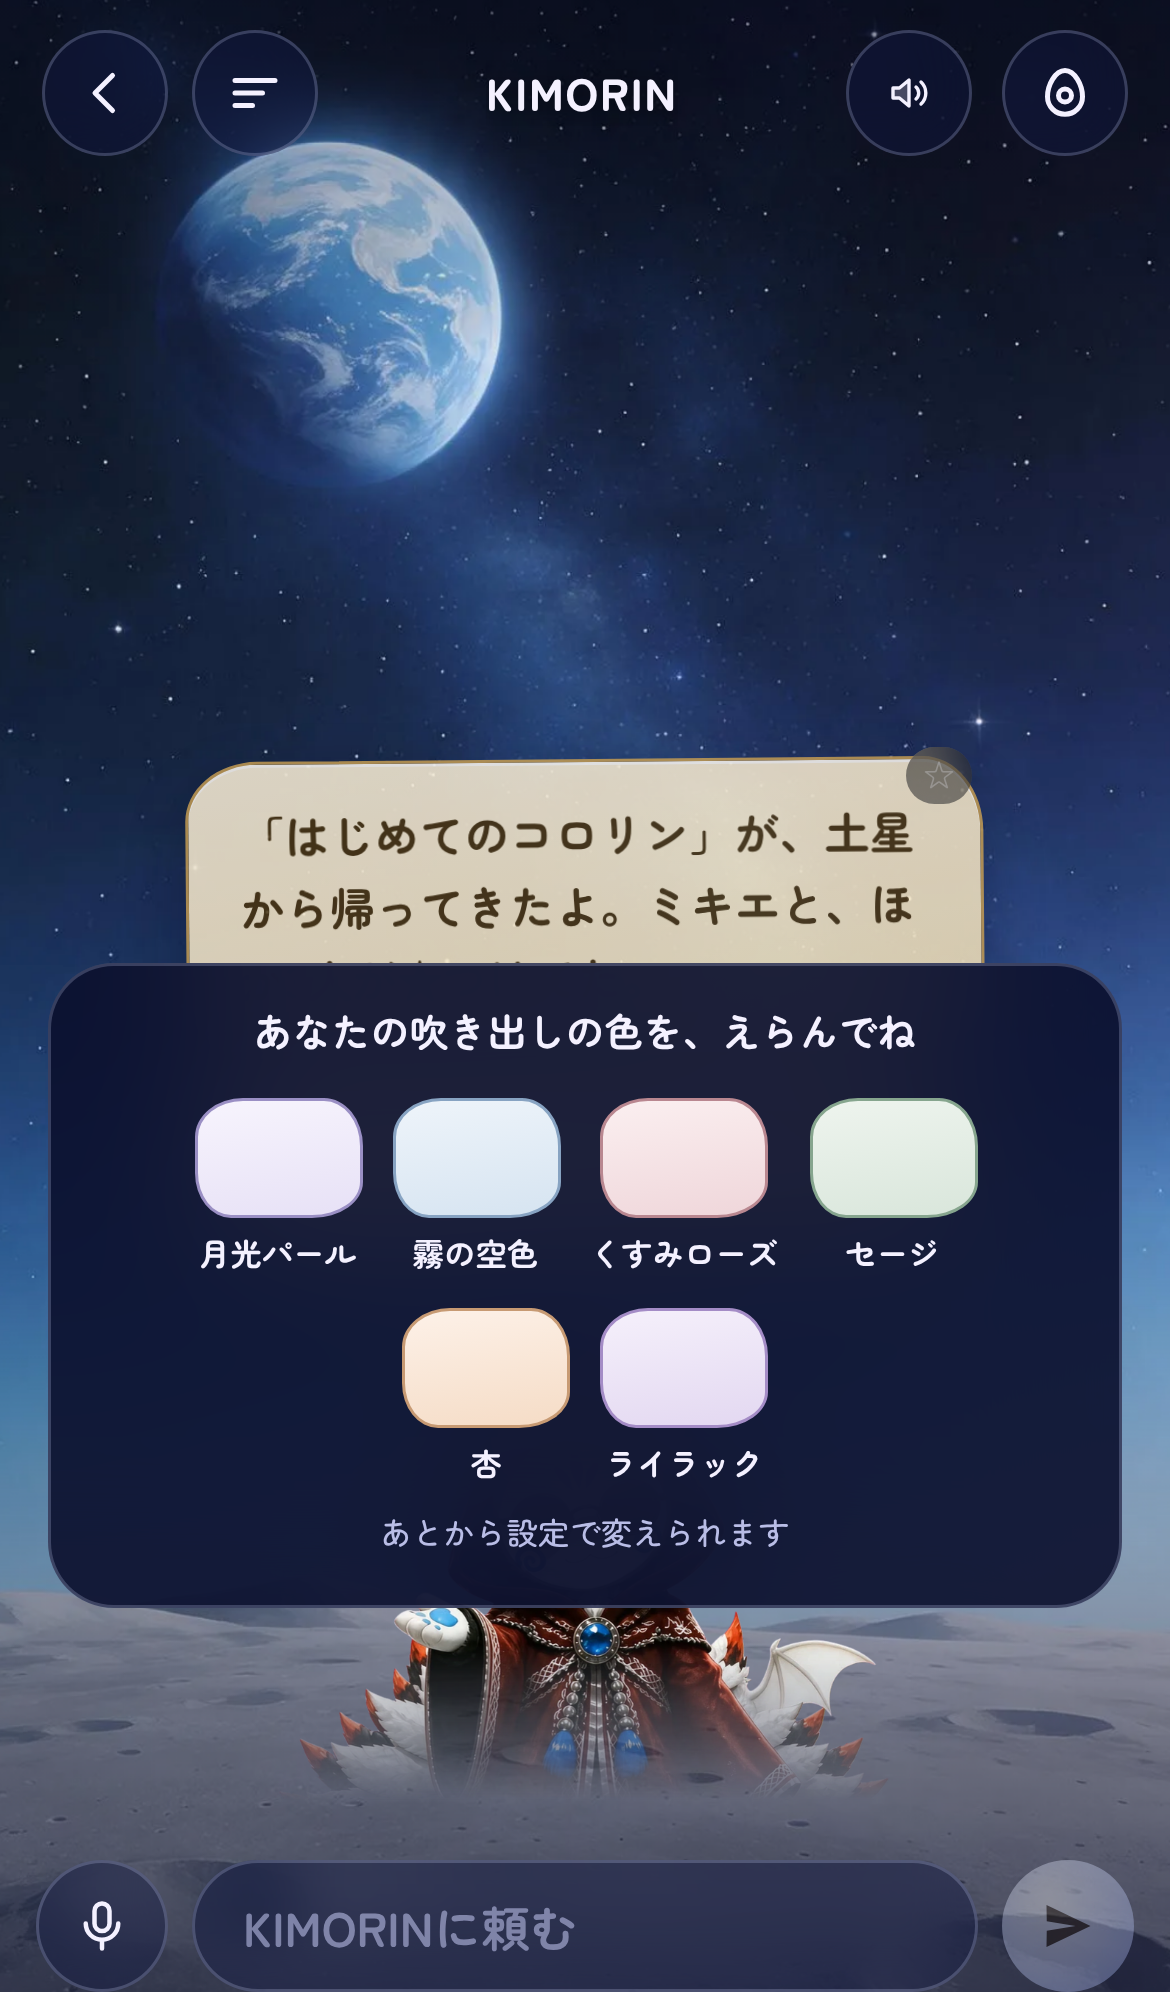 KIMORIN
「はじめてのコロリン」が、土星
から帰ってきたよ。ミキエと、ほ
あなたの吹き出しの色を、えらんでね
月光パール
霧の空色
くすみローズ
セージ
杏
ライラック
あとから設定で変えられます
KIMORINに頼む